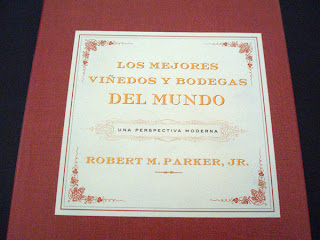 LOS MEJORES
VIÑEDOS Y BODEGAS
DEL MUNDO
UNA PERSPECTIVA MODERNA
ROBERT M. PARKER, JR.